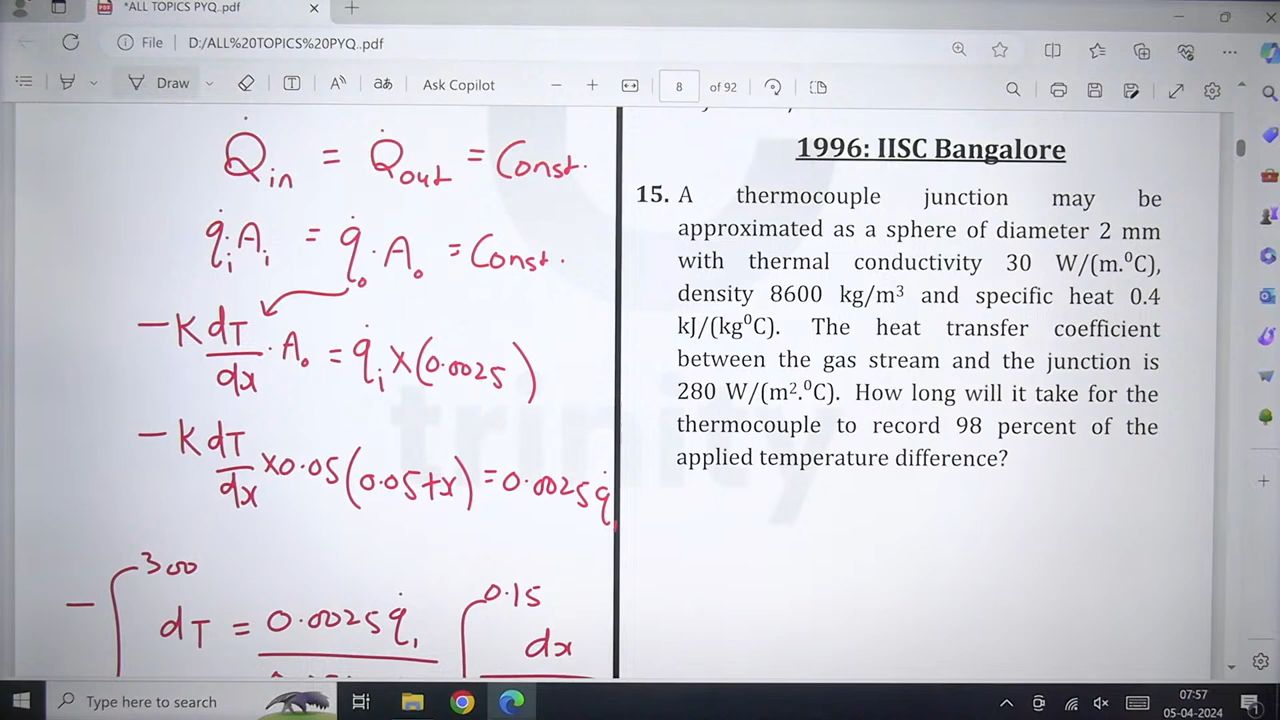 *ALL TOPICS PYQ..pdf
File | D:/ALL%20TOPICS%20PYQ..pdf
Draw
Ask Copilot
8 of 92
Q̇in = Q̇out = Const.
q̇i Ai = q̇o . Ao = Const.
-K dT/dx . Ao = q̇i × (0.0025)
-K dT/dx × 0.05 (0.05+x) = 0.0025 q̇i
- ∫ 300 dT = 0.0025 q̇i ∫ 0.15 dx
1996: IISC Bangalore
15. A thermocouple junction may be
approximated as a sphere of diameter 2 mm
with thermal conductivity 30 W/(m.⁰C),
density 8600 kg/m³ and specific heat 0.4
kJ/(kg⁰C). The heat transfer coefficient
between the gas stream and the junction is
280 W/(m².⁰C). How long will it take for the
thermocouple to record 98 percent of the
applied temperature difference?
trinity
Type here to search
07:57
05-04-2024